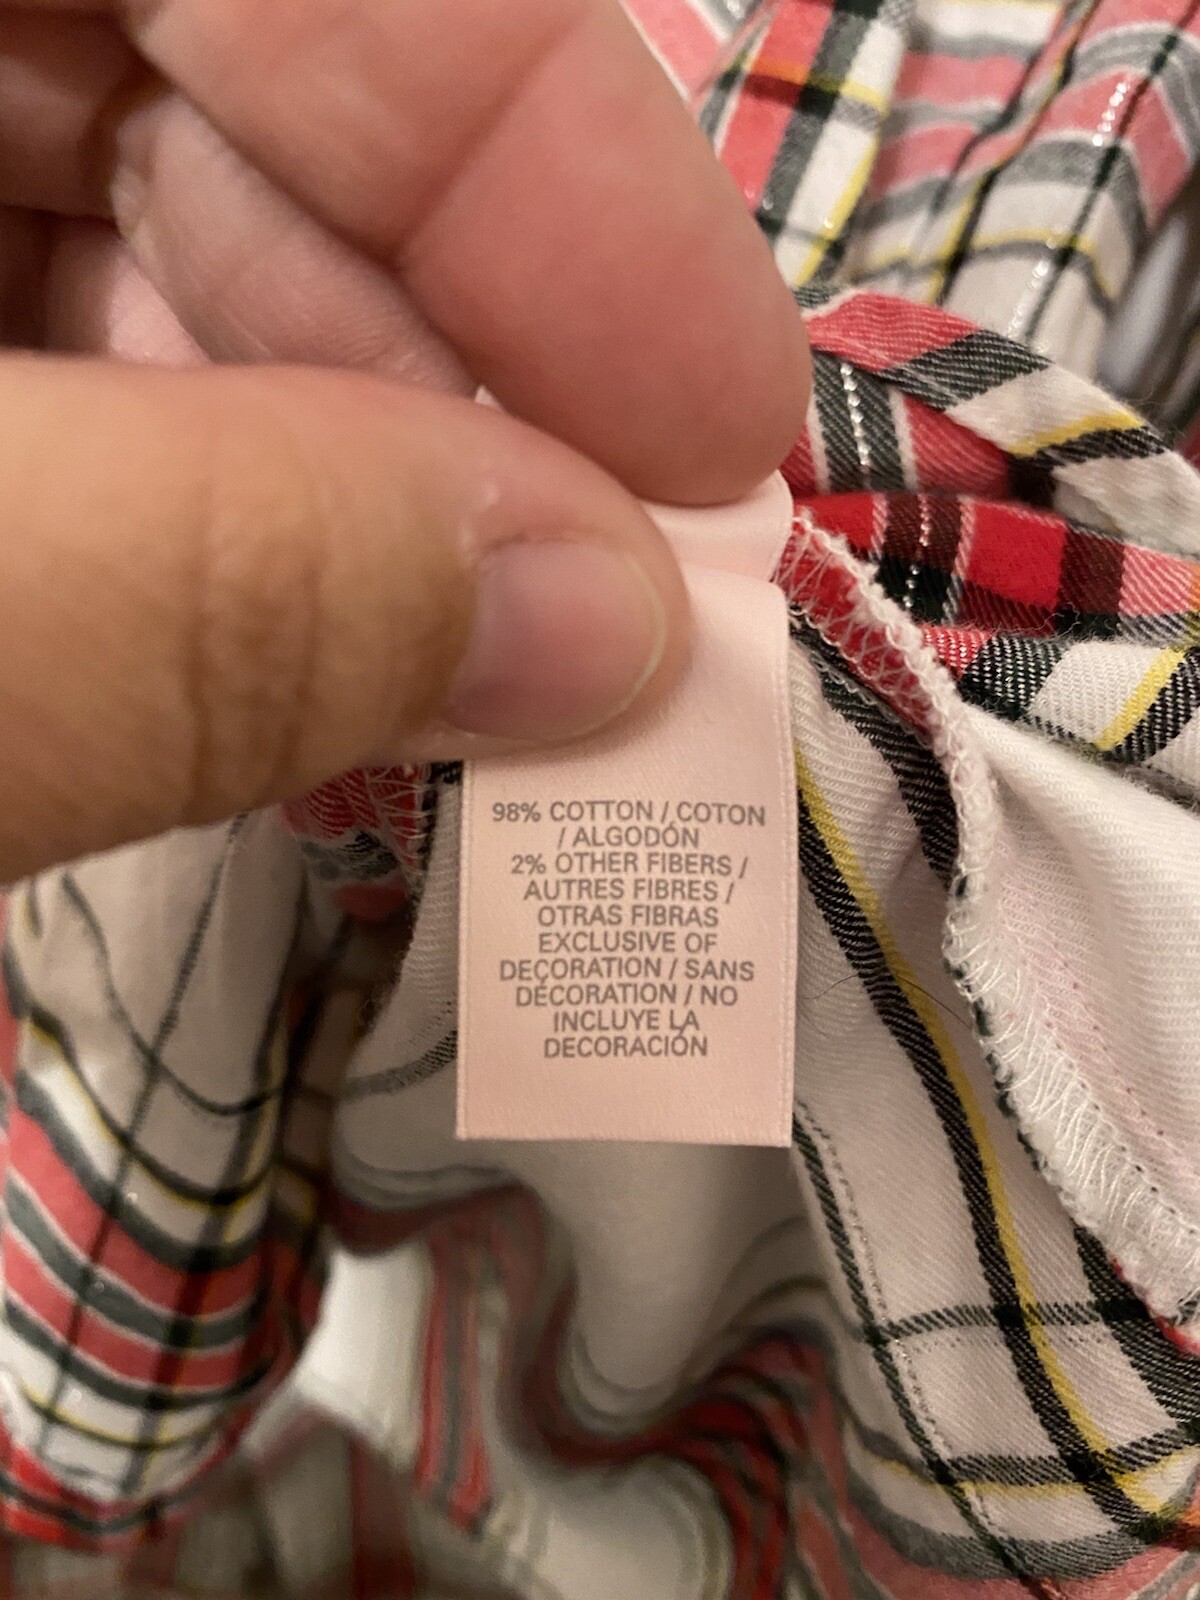 98% COTTON / COTON
/ ALGODÓN
2% OTHER FIBERS /
AUTRES FIBRES /
OTRAS FIBRAS
EXCLUSIVE OF
DECORATION / SANS
DÉCORATION / NO
INCLUYE LA
DECORACIÓN